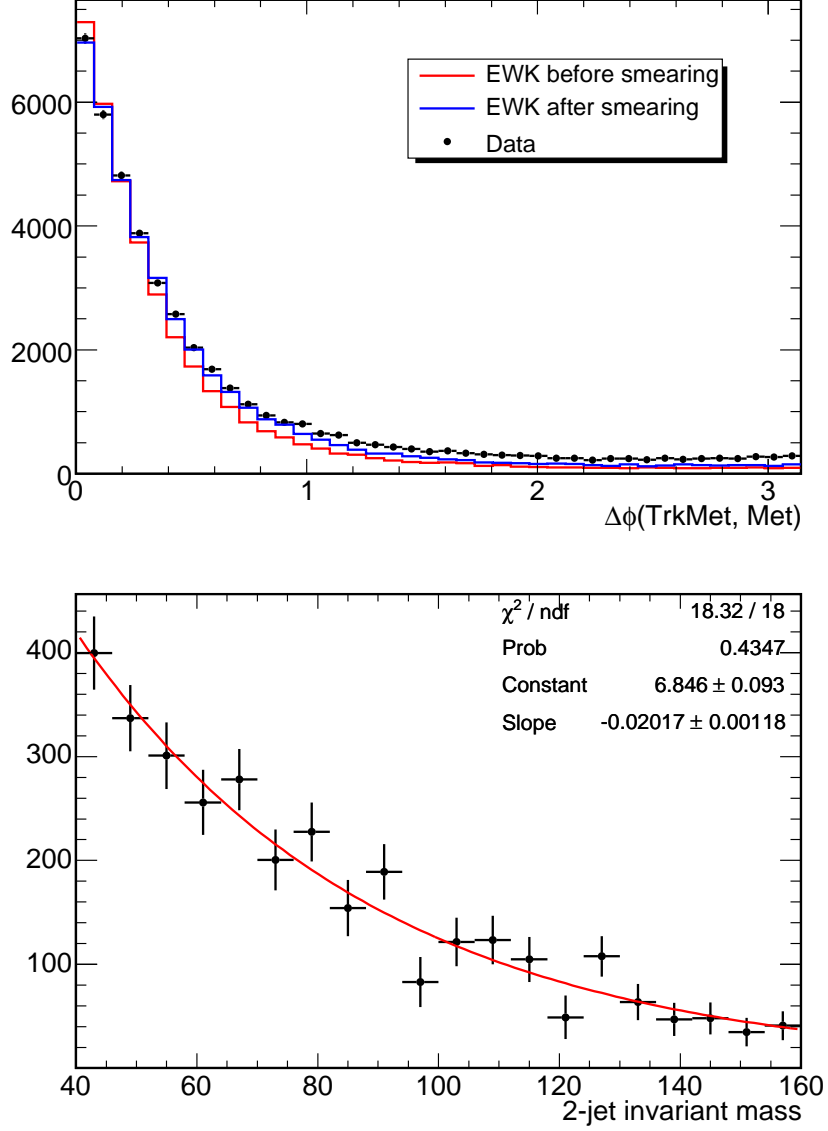 6000
4000
2000
0
EWK before smearing
EWK after smearing
Data
0 1 2 3
Δϕ(TrkMet, Met)
χ² / ndf 18.32 / 18
Prob 0.4347
Constant 6.846 ± 0.093
Slope -0.02017 ± 0.00118
400
300
200
100
40 60 80 100 120 140 160
2-jet invariant mass